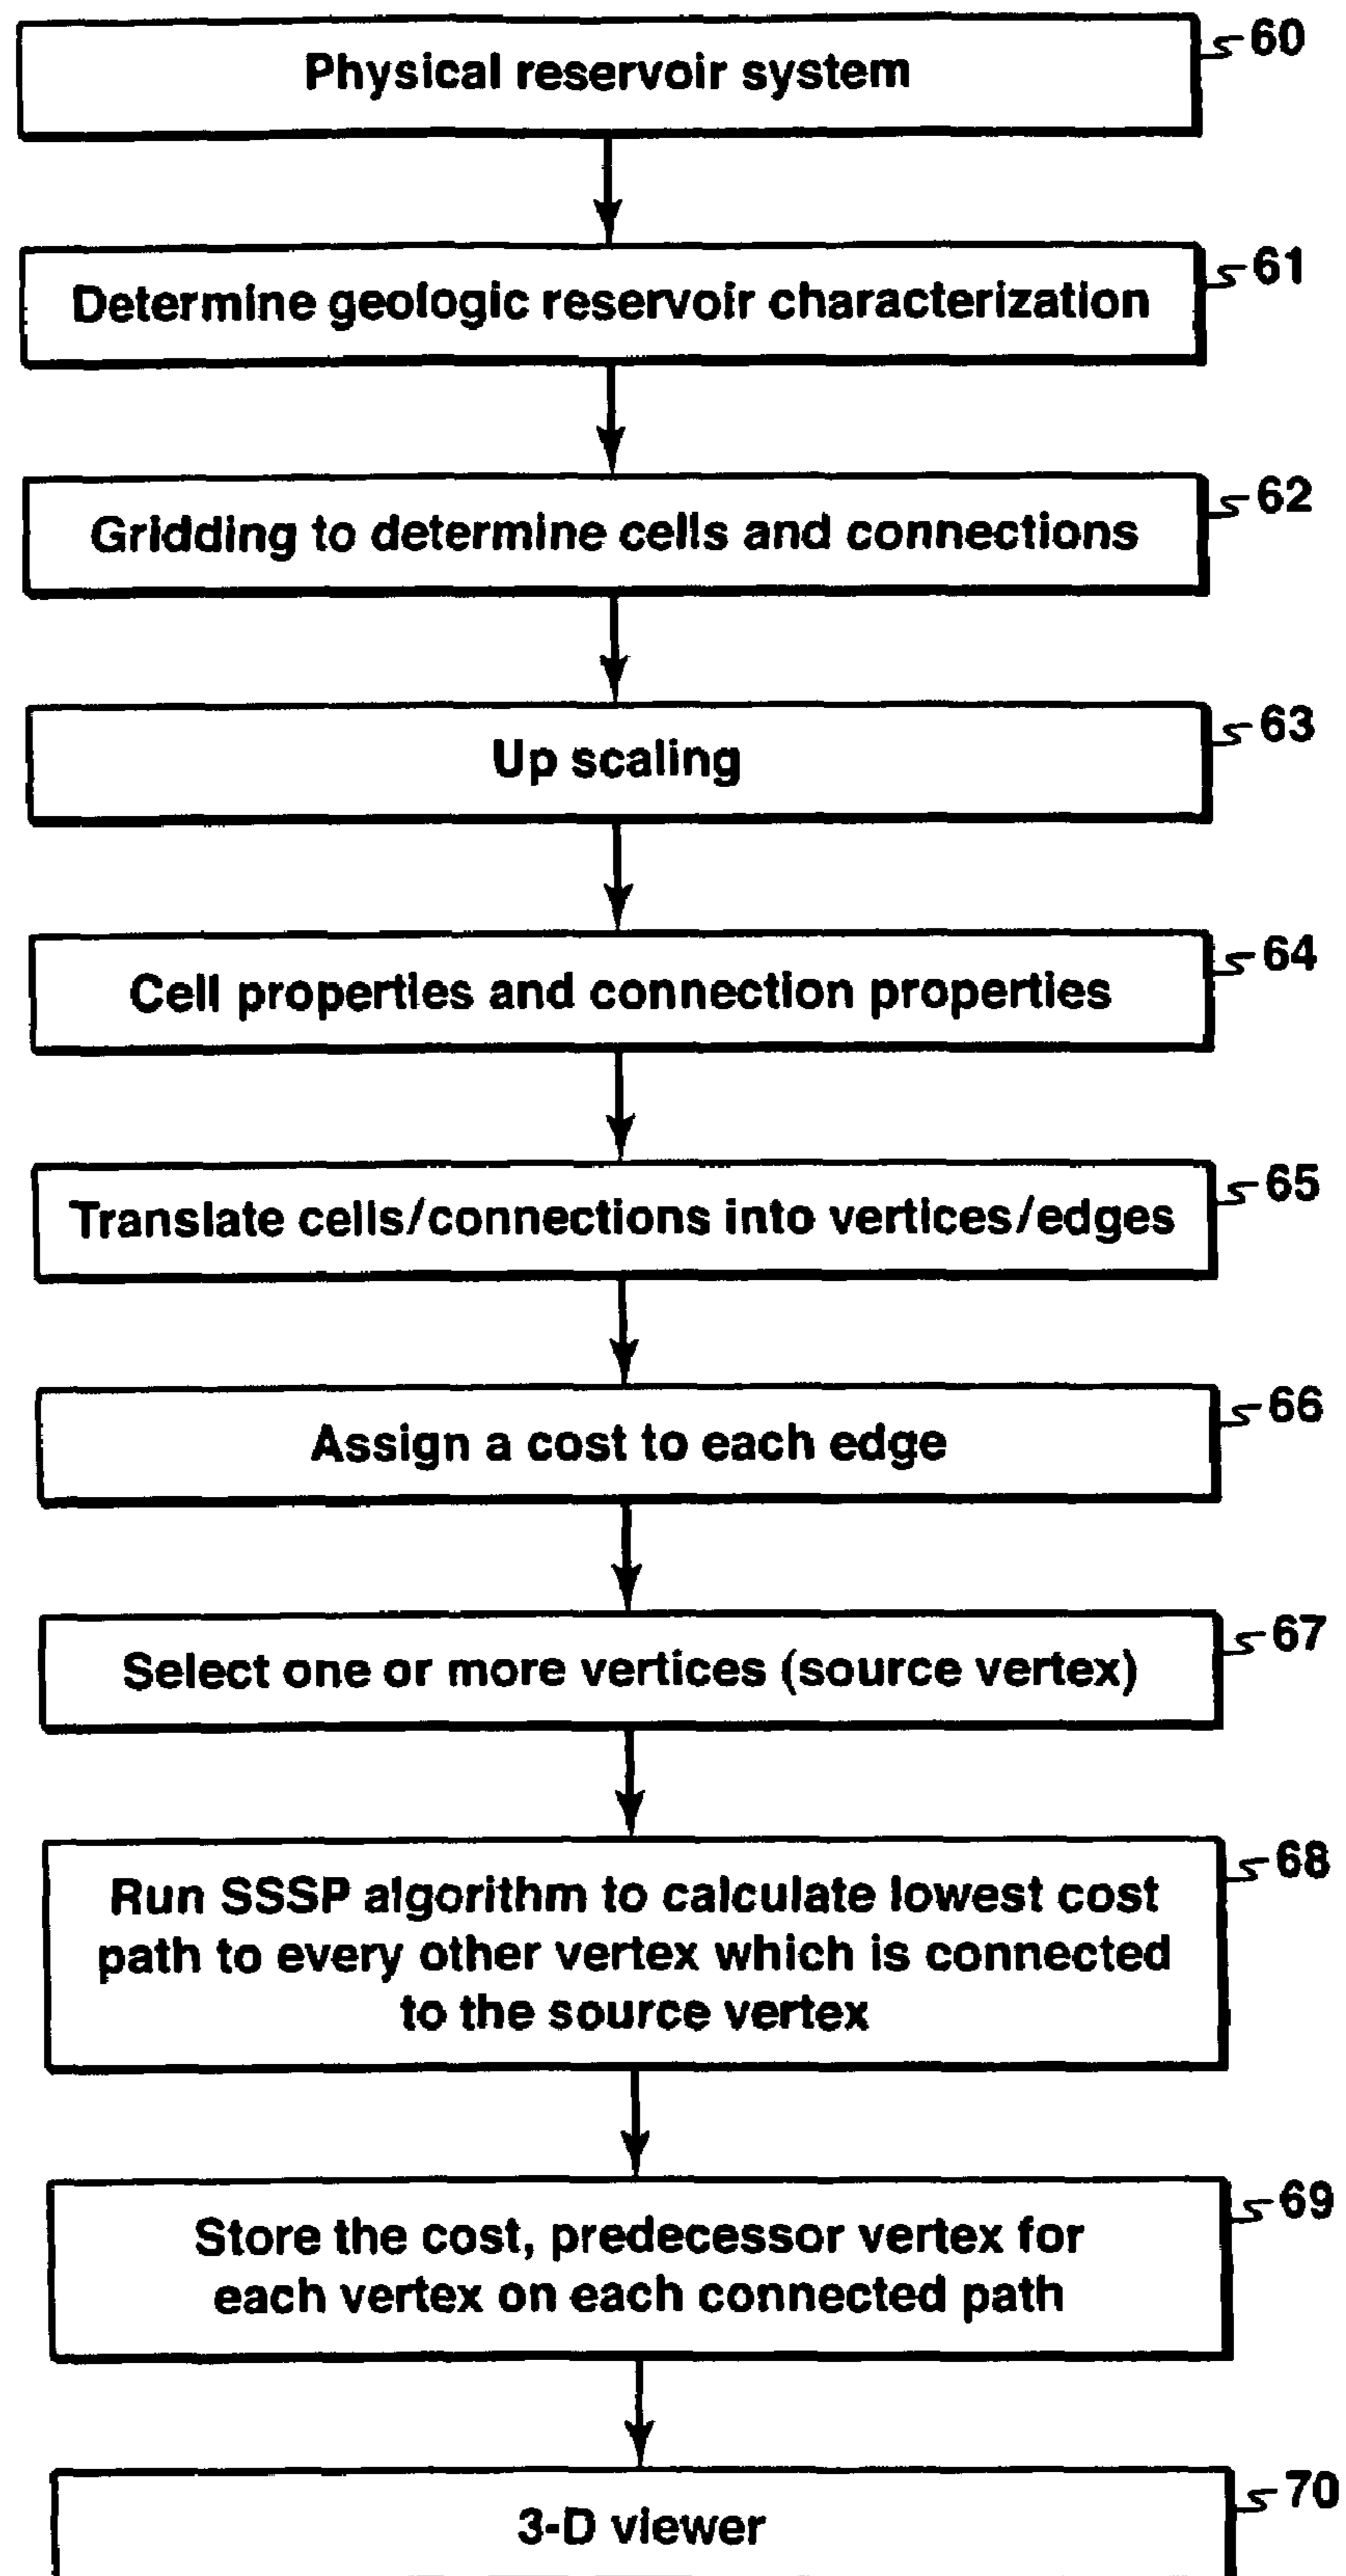 Physical reservoir system
60
Determine geologic reservoir characterization
61
Gridding to determine cells and connections
62
Up scaling
63
Cell properties and connection properties
64
Translate cells/connections into vertices/edges
65
Assign a cost to each edge
66
Select one or more vertices (source vertex)
67
Run SSSP algorithm to calculate lowest cost
path to every other vertex which is connected
to the source vertex
68
Store the cost, predecessor vertex for
each vertex on each connected path
69
3-D viewer
70